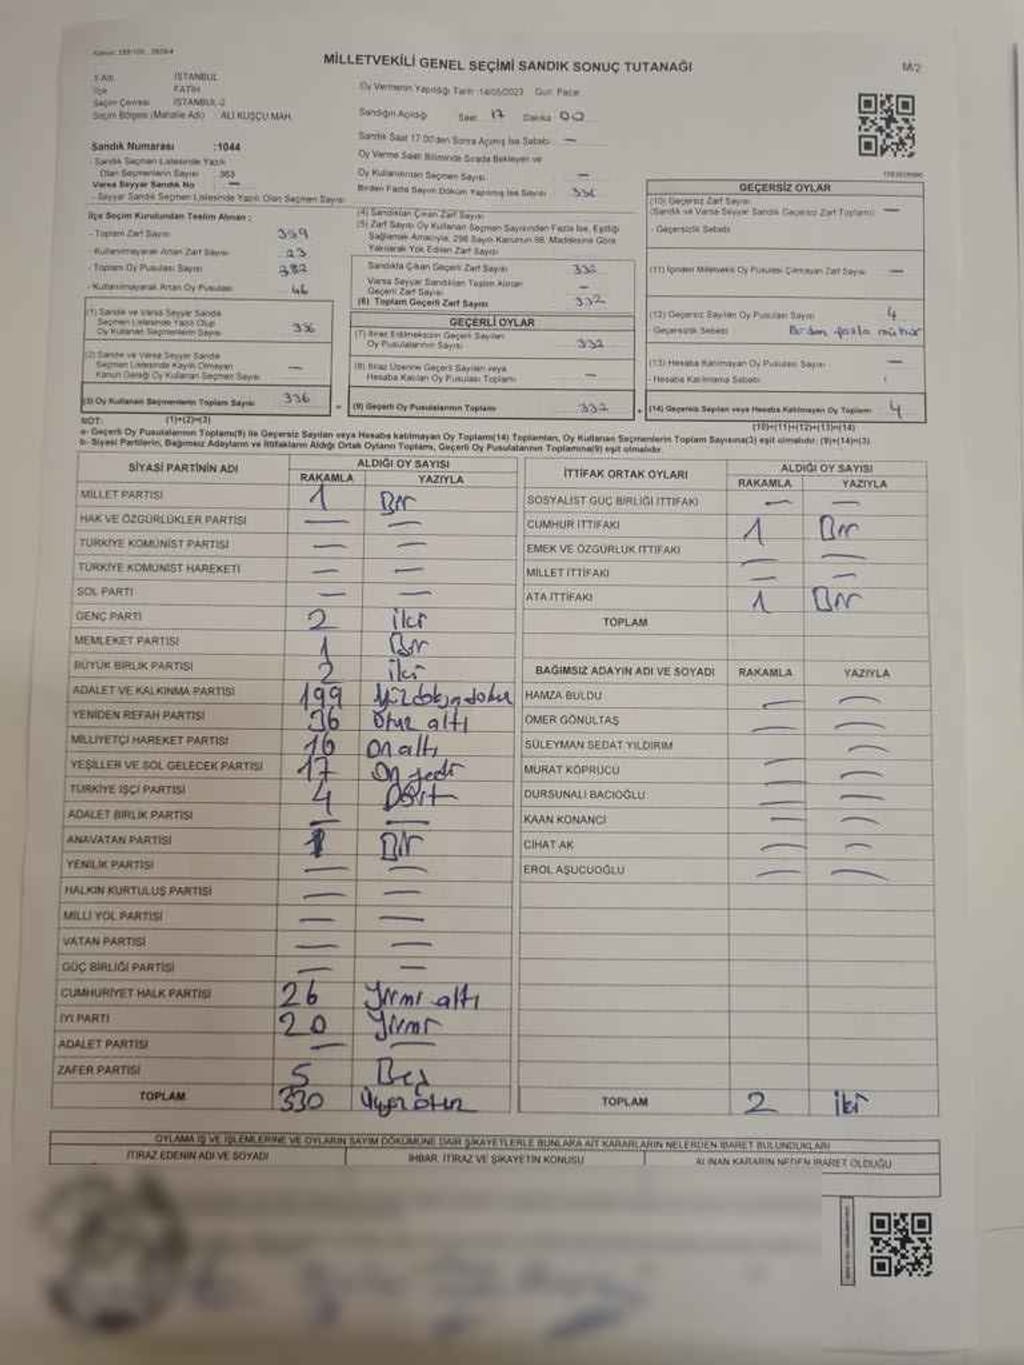 MİLLETVEKİLİ GENEL SEÇİMİ SANDIK SONUÇ TUTANAĞI
M/2
İSTANBUL
İlçe FATİH
Seçim Çevresi İSTANBUL-2
Seçim Bölgesi (Mahalle Adı) ALİ KUŞÇU MAH.
Oy Vermenin Yapıldığı Tarih :14/05/2023 Gün: Pazar
Sandığın Açıldığı Saat 17 Dakika 00
Sandık Saat 17.00'den Sonra Açılmış İse Sebebi —
Oy Verme Saati Bitiminde Sırada Bekleyen ve
Oy Kullanamayan Seçmen Sayısı —
Birden Fazla Sayım Döküm Yapılmış İse Sayısı
Sandık Numarası :1044
Sandık Seçmen Listesinde Yazılı
Olan Seçmenlerin Sayısı : 363
Varsa Seyyar Sandık No —
- Seyyar Sandık Seçmen Listesinde Yazılı Olan Seçmen Sayısı
İlçe Seçim Kurulundan Teslim Alınan :
- Toplam Zarf Sayısı 359
- Kullanılmayarak Artan Zarf Sayısı 23
- Toplam Oy Pusulası Sayısı 382
- Kullanılmayarak Artan Oy Pusulası 46
(1) Sandık ve Varsa Seyyar Sandık
Seçmen Listesinde Yazılı Olup
Oy Kullanan Seçmenlerin Sayısı 336
(2) Sandık ve Varsa Seyyar Sandık
Seçmen Listesinde Kaydı Olmayan
Kanun Gereği Oy Kullanan Seçmen Sayısı —
(3) Oy Kullanan Seçmenlerin Toplam Sayısı 336
(1)+(2)=(3)
(4) Sandıktan Çıkan Zarf Sayısı
(5) Zarf Sayısı Oy Kullanan Seçmen Sayısından Fazla İse, Eşitliği
Sağlamak Amacıyla, 298 Sayılı Kanunun 98. Maddesine Göre
Yakılarak Yok Edilen Zarf Sayısı
Sandıkta Çıkan Geçerli Zarf Sayısı 332
Varsa Seyyar Sandıktan Teslim Alınan
Geçerli Zarf Sayısı —
(6) Toplam Geçerli Zarf Sayısı 332
GEÇERLİ OYLAR
(7) İtiraz Edilmeksizin Geçerli Sayılan
Oy Pusulalarının Sayısı 332
(8) İtiraz Üzerine Geçerli Sayılan veya
Hesaba Katılan Oy Pusulası Toplamı —
(9) Geçerli Oy Pusulalarının Toplamı 332
GEÇERSİZ OYLAR
(10) Geçersiz Zarf Sayısı
(Sandık ve Varsa Seyyar Sandık Geçersiz Zarf Toplamı) —
- Geçersizlik Sebebi
(11) İçinden Milletvekili Oy Pusulası Çıkmayan Zarf Sayısı —
(12) Geçersiz Sayılan Oy Pusulası Sayısı 4
Geçersizlik Sebebi Birden fazla mühür
(13) Hesaba Katılmayan Oy Pusulası Sayısı —
- Hesaba Katılmama Sebebi
(14) Geçersiz Sayılan veya Hesaba Katılmayan Oy Toplamı 4
(10)+(11)+(12)+(13)=(14)
NOT:
a- Geçerli Oy Pusulalarının Toplamı(9) ile Geçersiz Sayılan veya Hesaba katılmayan Oy Toplamı(14) Toplamları, Oy Kullanan Seçmenlerin Toplam Sayısına(3) eşit olmalıdır. (9)+(14)=(3)
b- Siyasi Partilerin, Bağımsız Adayların ve İttifakların Aldığı Ortak Oyların Toplamı, Geçerli Oy Pusulalarının Toplamına(9) eşit olmalıdır.
SİYASİ PARTİNİN ADI ALDIĞI OY SAYISI
RAKAMLA YAZIYLA
MİLLET PARTİSİ 1 Bir
HAK VE ÖZGÜRLÜKLER PARTİSİ — —
TÜRKİYE KOMÜNİST PARTİSİ — —
TÜRKİYE KOMÜNİST HAREKETİ — —
SOL PARTİ — —
GENÇ PARTİ 2 iki
MEMLEKET PARTİSİ 1 Bir
BÜYÜK BİRLİK PARTİSİ 2 iki
ADALET VE KALKINMA PARTİSİ 199 Yüzdoksandokuz
YENİDEN REFAH PARTİSİ 36 otuz altı
MİLLİYETÇİ HAREKET PARTİSİ 16 on altı
YEŞİLLER VE SOL GELECEK PARTİSİ 17 On yedi
TÜRKİYE İŞÇİ PARTİSİ 4 Dört
ADALET BİRLİK PARTİSİ — —
ANAVATAN PARTİSİ 1 Bir
YENİLİK PARTİSİ — —
HALKIN KURTULUŞ PARTİSİ — —
MİLLİ YOL PARTİSİ — —
VATAN PARTİSİ — —
GÜÇ BİRLİĞİ PARTİSİ — —
CUMHURİYET HALK PARTİSİ 26 Yirmi altı
İYİ PARTİ 20 Yirmi
ADALET PARTİSİ — —
ZAFER PARTİSİ 5 Beş
TOPLAM 330 Üçyüz otuz
İTTİFAK ORTAK OYLARI ALDIĞI OY SAYISI
RAKAMLA YAZIYLA
SOSYALİST GÜÇ BİRLİĞİ İTTİFAKI — —
CUMHUR İTTİFAKI 1 Bir
EMEK VE ÖZGÜRLÜK İTTİFAKI — —
MİLLET İTTİFAKI — —
ATA İTTİFAKI 1 Bir
TOPLAM
BAĞIMSIZ ADAYIN ADI VE SOYADI RAKAMLA YAZIYLA
HAMZA BULDU — —
ÖMER GÖNÜLTAŞ — —
SÜLEYMAN SEDAT YILDIRIM —
MURAT KÖPRÜCÜ — —
DURSUNALİ BACIOĞLU — —
KAAN KONANCI — —
CİHAT AK — —
EROL AŞUCUOĞLU — —
TOPLAM 2 iki
OYLAMA İŞ VE İŞLEMLERİNE VE OYLARIN SAYIM DÖKÜMÜNE DAİR ŞİKAYETLERLE BUNLARA AİT KARARLARIN NELERDEN İBARET BULUNDUKLARI
İTİRAZ EDENİN ADI VE SOYADI
İHBAR, İTİRAZ VE ŞİKAYETİN KONUSU
ALINAN KARARIN NEDEN İBARET OLDUĞU